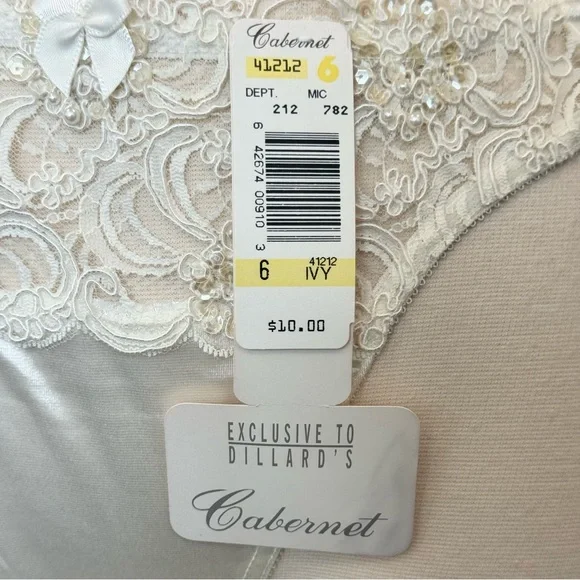 Cabernet
41212 6
DEPT. MIC
212 782
6 42674 00910 3
41212
6 IVY
$10.00
EXCLUSIVE TO
DILLARD'S
Cabernet